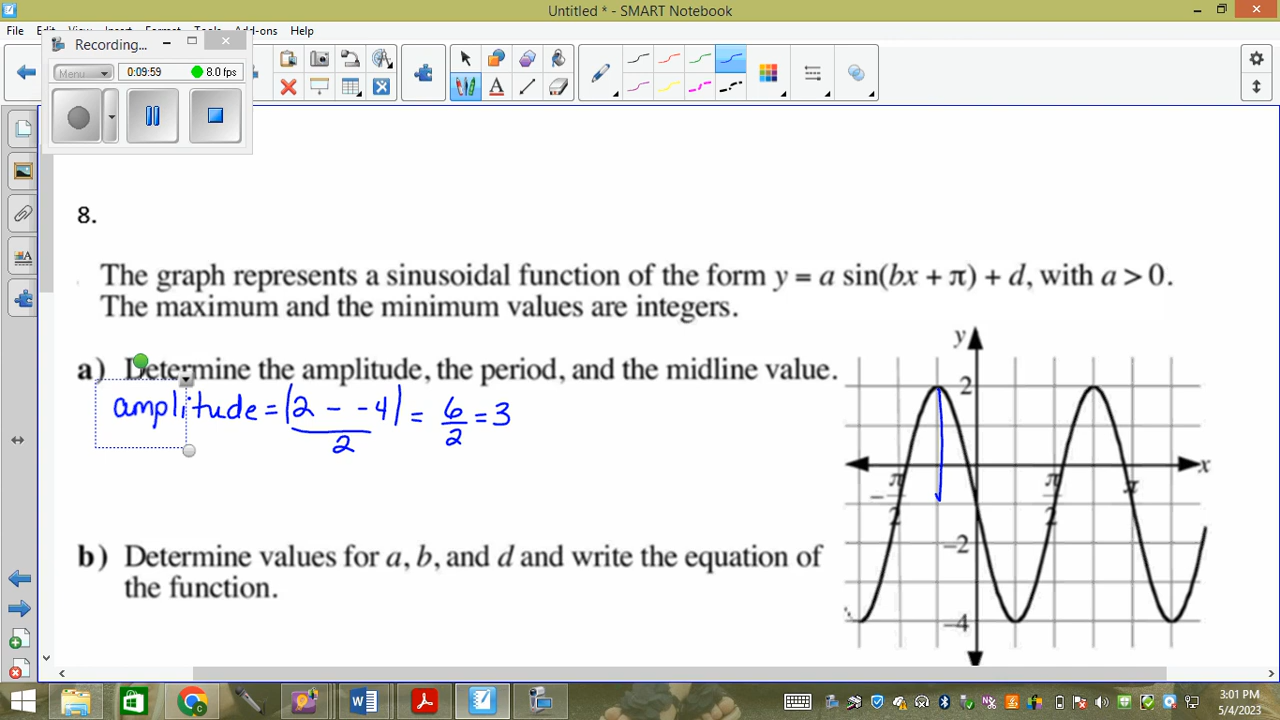 Untitled * - SMART Notebook
File Edit View Insert Format Tools Add-ons Help
Recording...
Menu 0:09:59 8.0 fps
8.
The graph represents a sinusoidal function of the form y = a sin(bx + π) + d, with a > 0.
The maximum and the minimum values are integers.
a) Determine the amplitude, the period, and the midline value.
amplitude = |2 - -4| / 2 = 6/2 = 3
b) Determine values for a, b, and d and write the equation of
the function.
y
2
x
-π/2
π/2
π
-2
-4
3:01 PM
5/4/2023